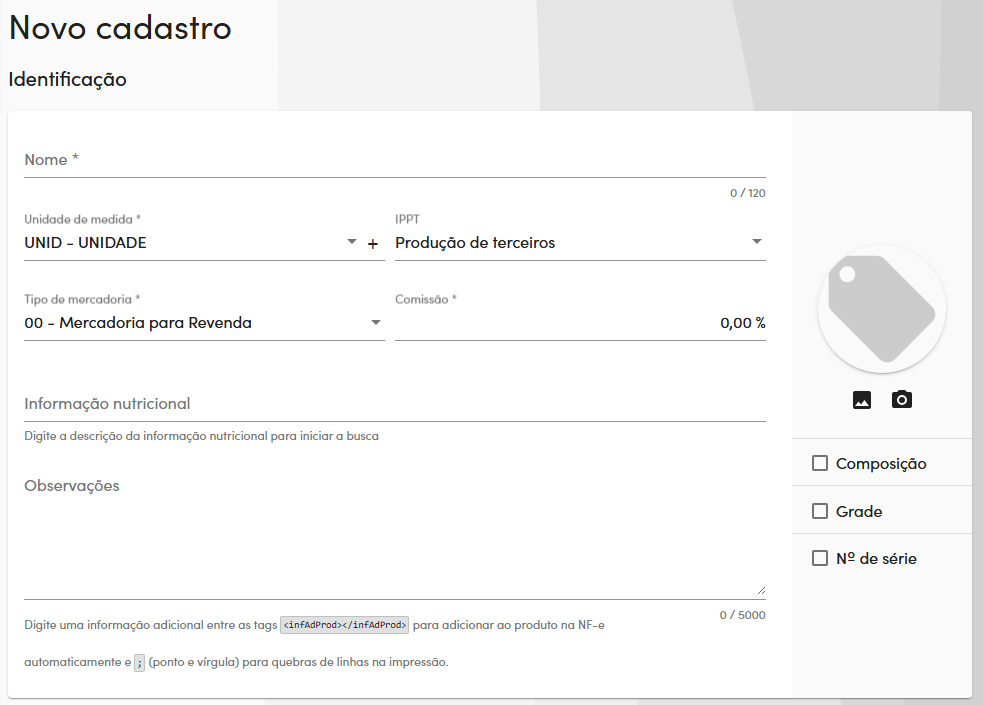 Novo cadastro
Identificação
Nome *
0 / 120
Unidade de medida *
UNID - UNIDADE
+
IPPT
Produção de terceiros
Tipo de mercadoria *
00 - Mercadoria para Revenda
Comissão *
0,00 %
Informação nutricional
Digite a descrição da informação nutricional para iniciar a busca
Observações
0 / 5000
Digite uma informação adicional entre as tags <infAdProd></infAdProd> para adicionar ao produto na NF-e
automaticamente e ; (ponto e vírgula) para quebras de linhas na impressão.
Composição
Grade
Nº de série